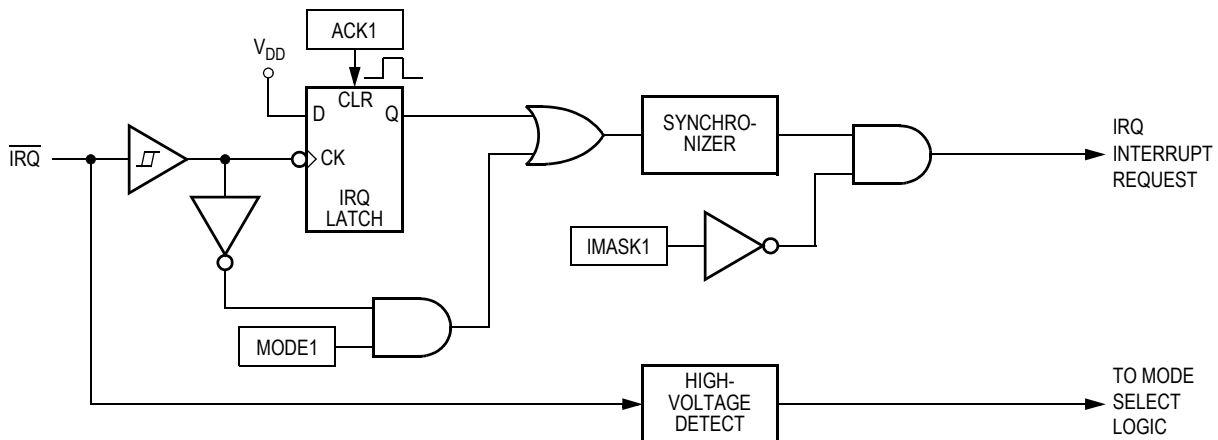 ACK1
V_DD
CLR
D
Q
IRQ
CK
IRQ
LATCH
SYNCHRO-
NIZER
IRQ
INTERRUPT
REQUEST
IMASK1
MODE1
HIGH-
VOLTAGE
DETECT
TO MODE
SELECT
LOGIC